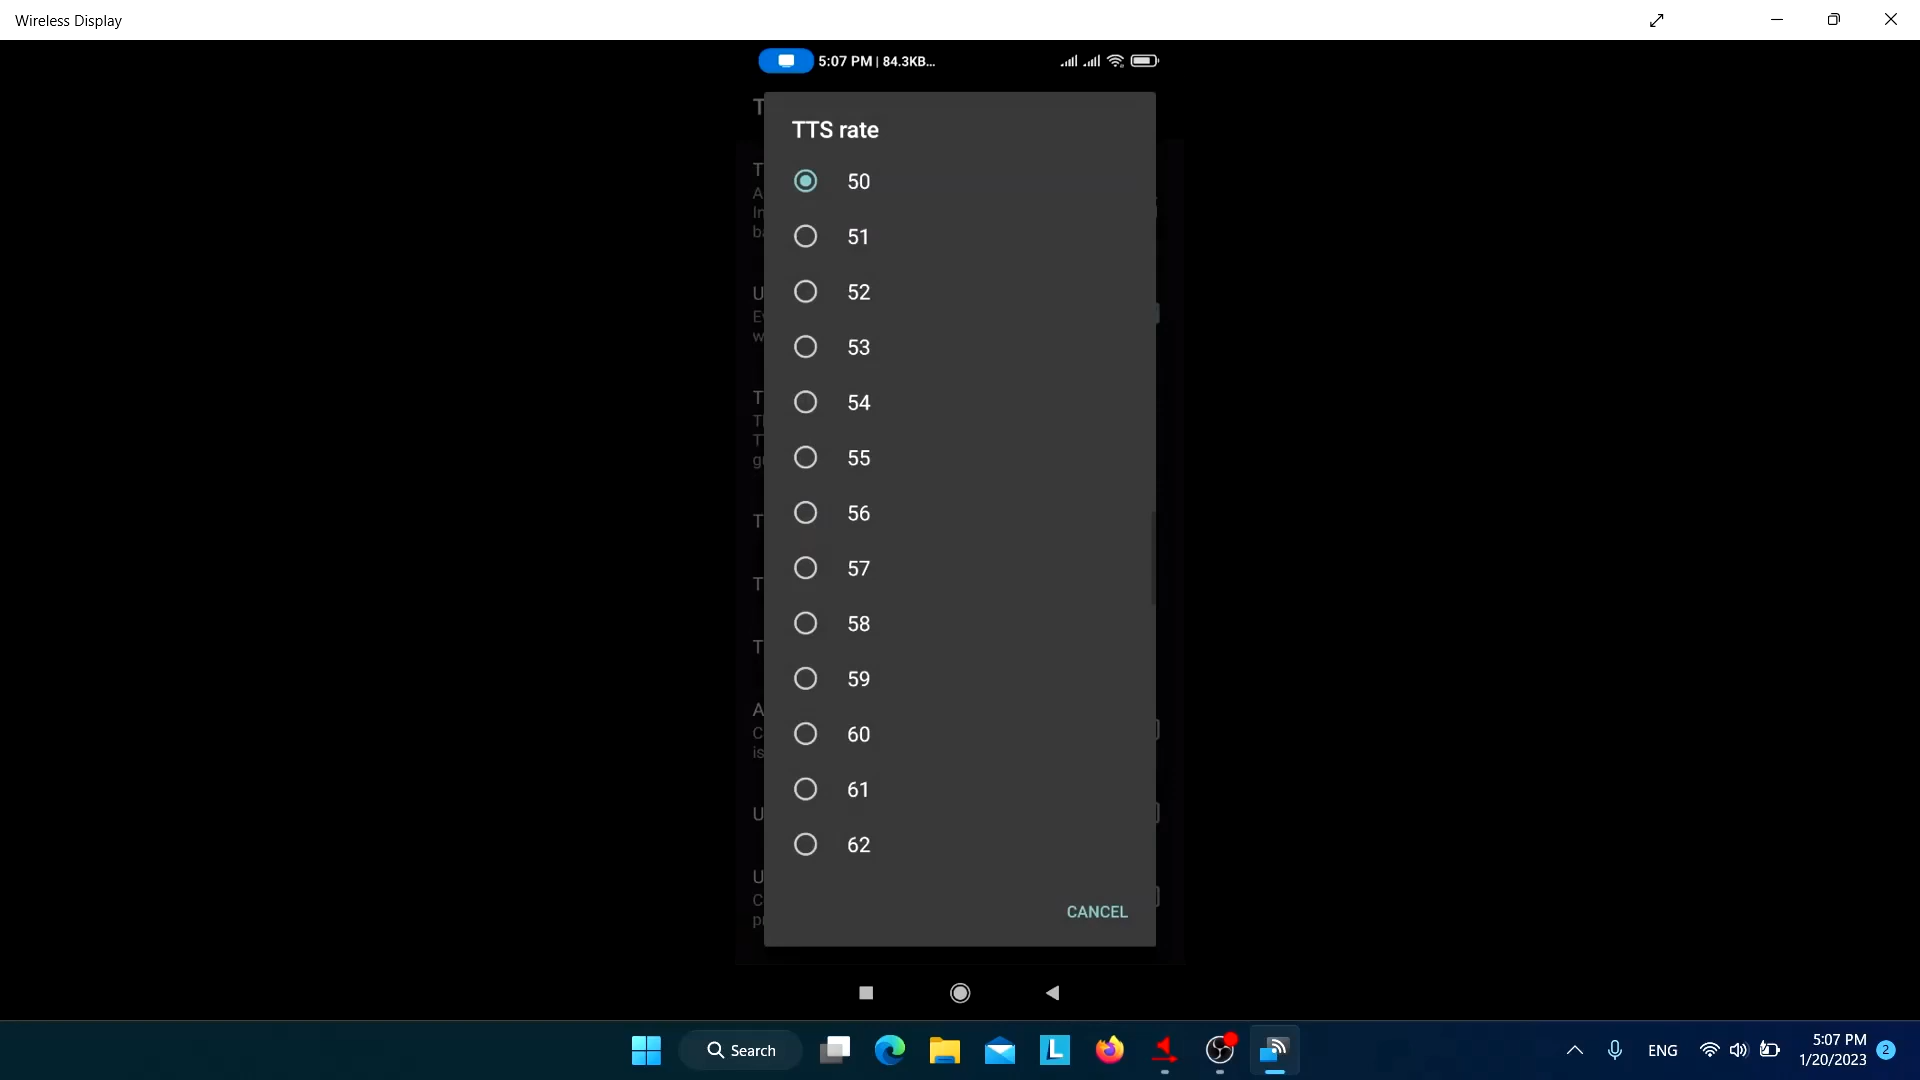 Wireless Display
5:07 PM | 84.3KB...
TTS rate
50
51
52
53
54
55
56
57
58
59
60
61
62
CANCEL
Search
ENG
5:07 PM
1/20/2023
2